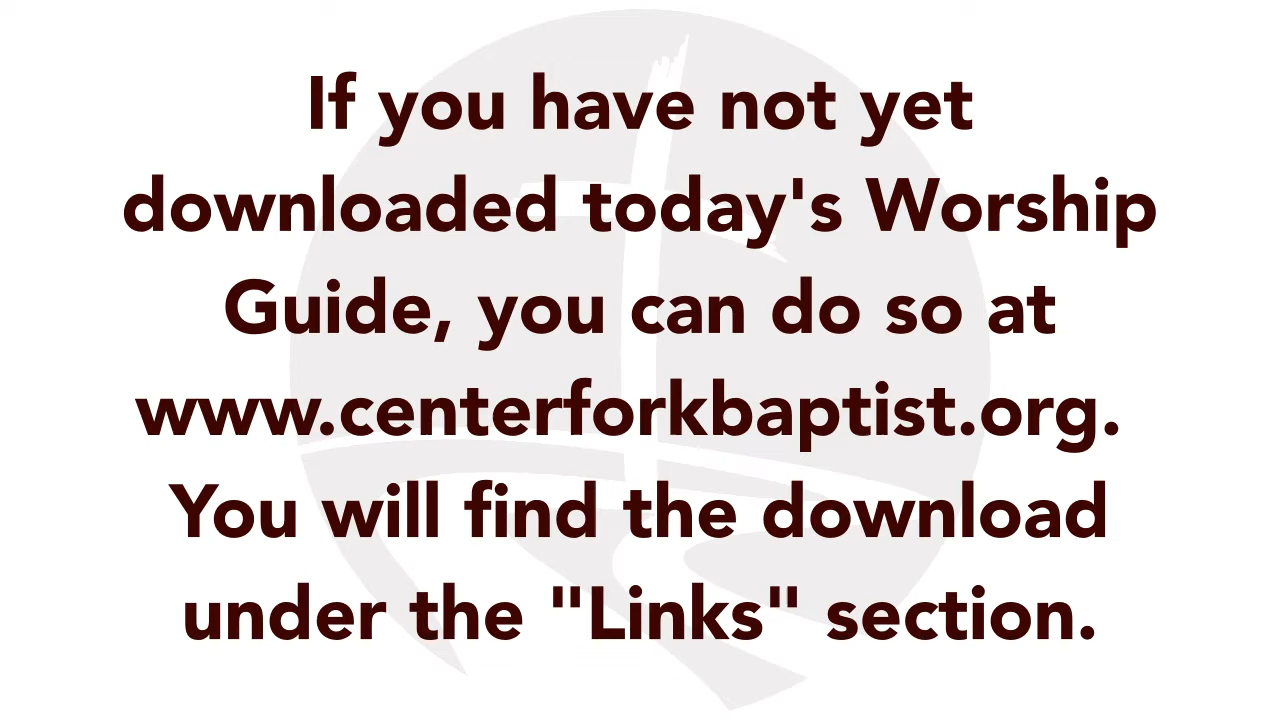 If you have not yet
downloaded today's Worship
Guide, you can do so at
www.centerforkbaptist.org.
You will find the download
under the "Links" section.